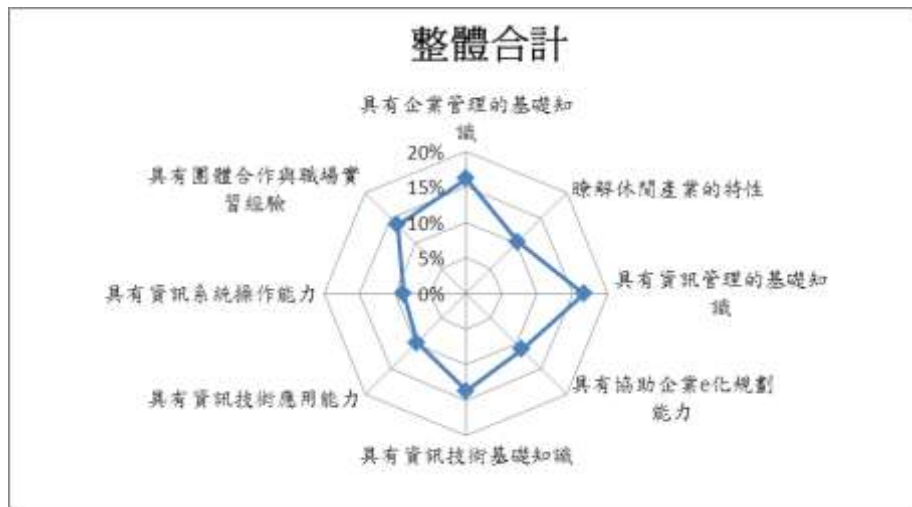 整體合計
具有企業管理的基礎知
識
20%
15%
10%
5%
0%
瞭解休閒產業的特性
具有資訊管理的基礎知
識
具有協助企業e化規劃
能力
具有資訊技術基礎知識
具有資訊技術應用能力
具有資訊系統操作能力
具有團體合作與職場實
習經驗